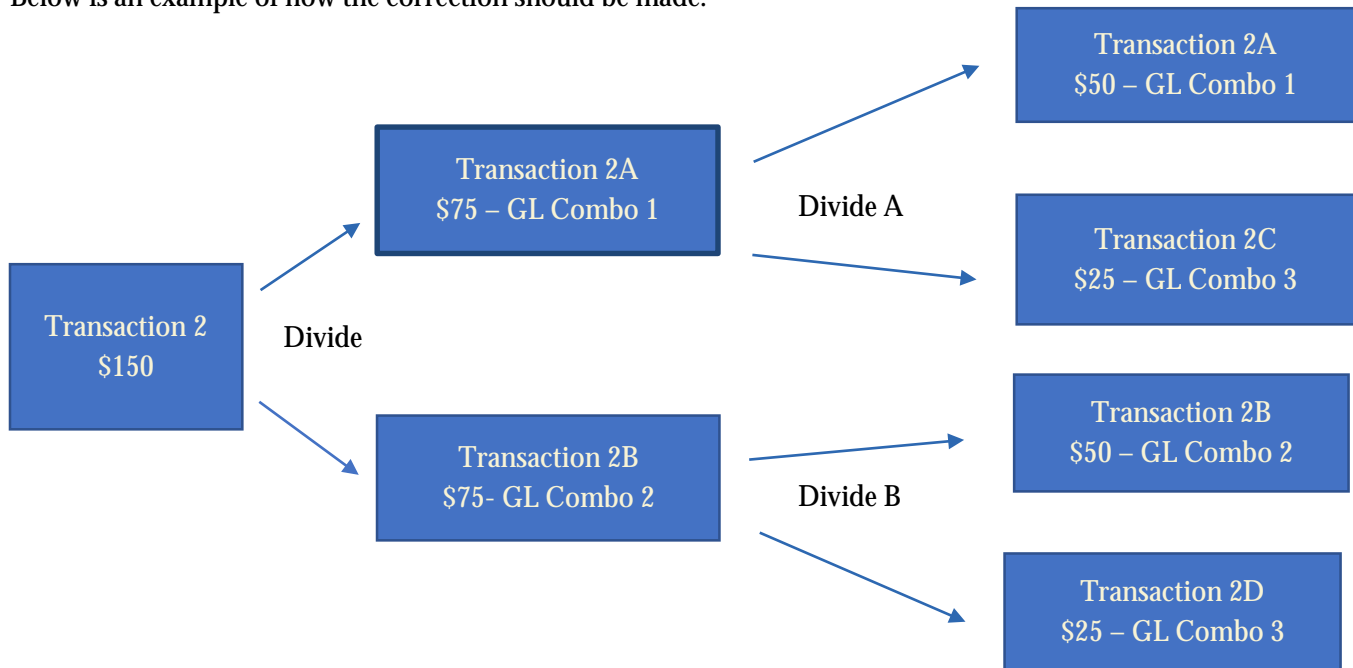 Below is an example of how the correction should be made.
Transaction 2
$150
Divide
Transaction 2A
$75 – GL Combo 1
Transaction 2B
$75- GL Combo 2
Divide A
Divide B
Transaction 2A
$50 – GL Combo 1
Transaction 2C
$25 – GL Combo 3
Transaction 2B
$50 – GL Combo 2
Transaction 2D
$25 – GL Combo 3